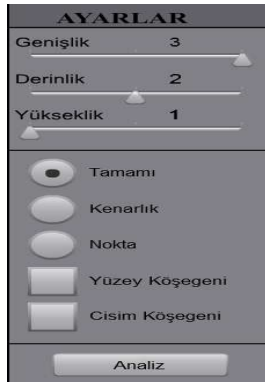 AYARLAR
Genişlik 3
Derinlik 2
Yükseklik 1
Tamamı
Kenarlık
Nokta
Yüzey Köşegeni
Cisim Köşegeni
Analiz